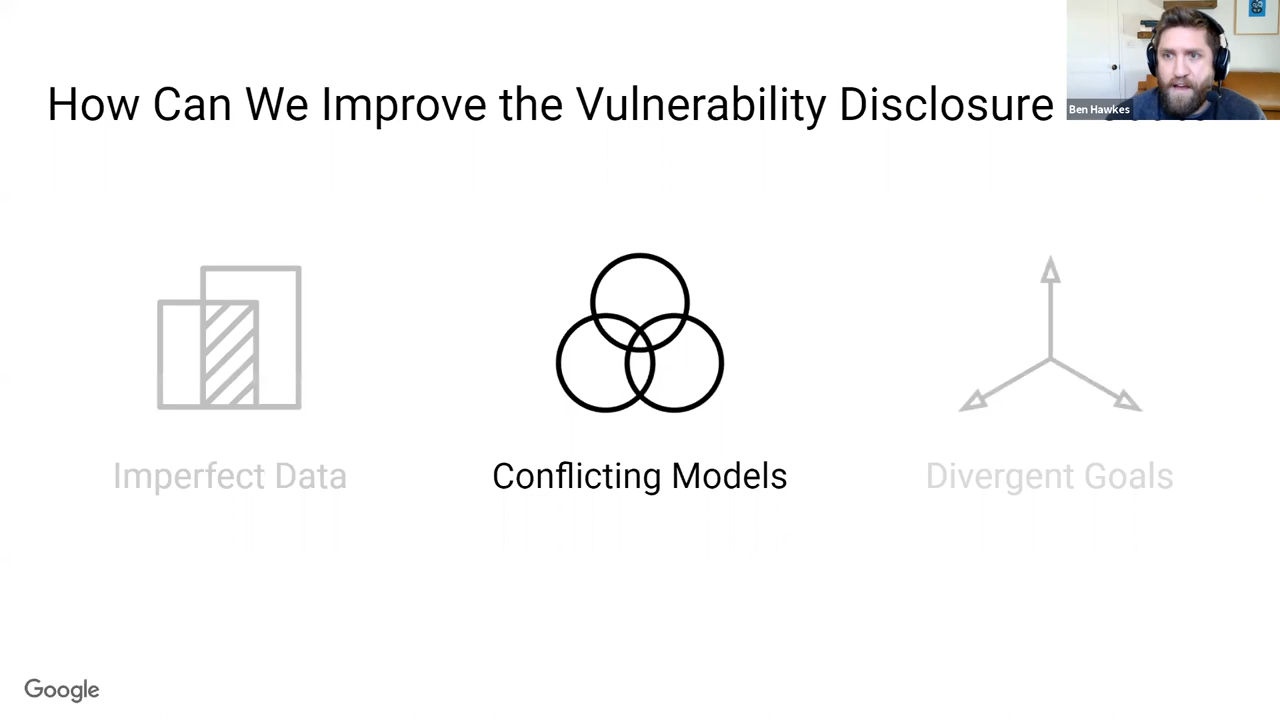 How Can We Improve the Vulnerability Disclosure
Ben Hawkes
Imperfect Data
Conflicting Models
Divergent Goals
Google